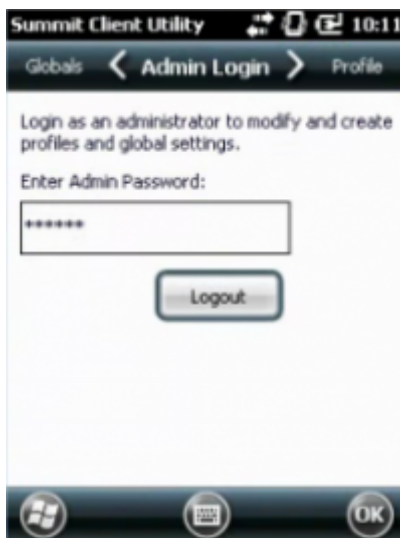 Summit Client Utility 10:11
Globals Admin Login Profile
Login as an administrator to modify and create
profiles and global settings.
Enter Admin Password:
******
Logout
OK